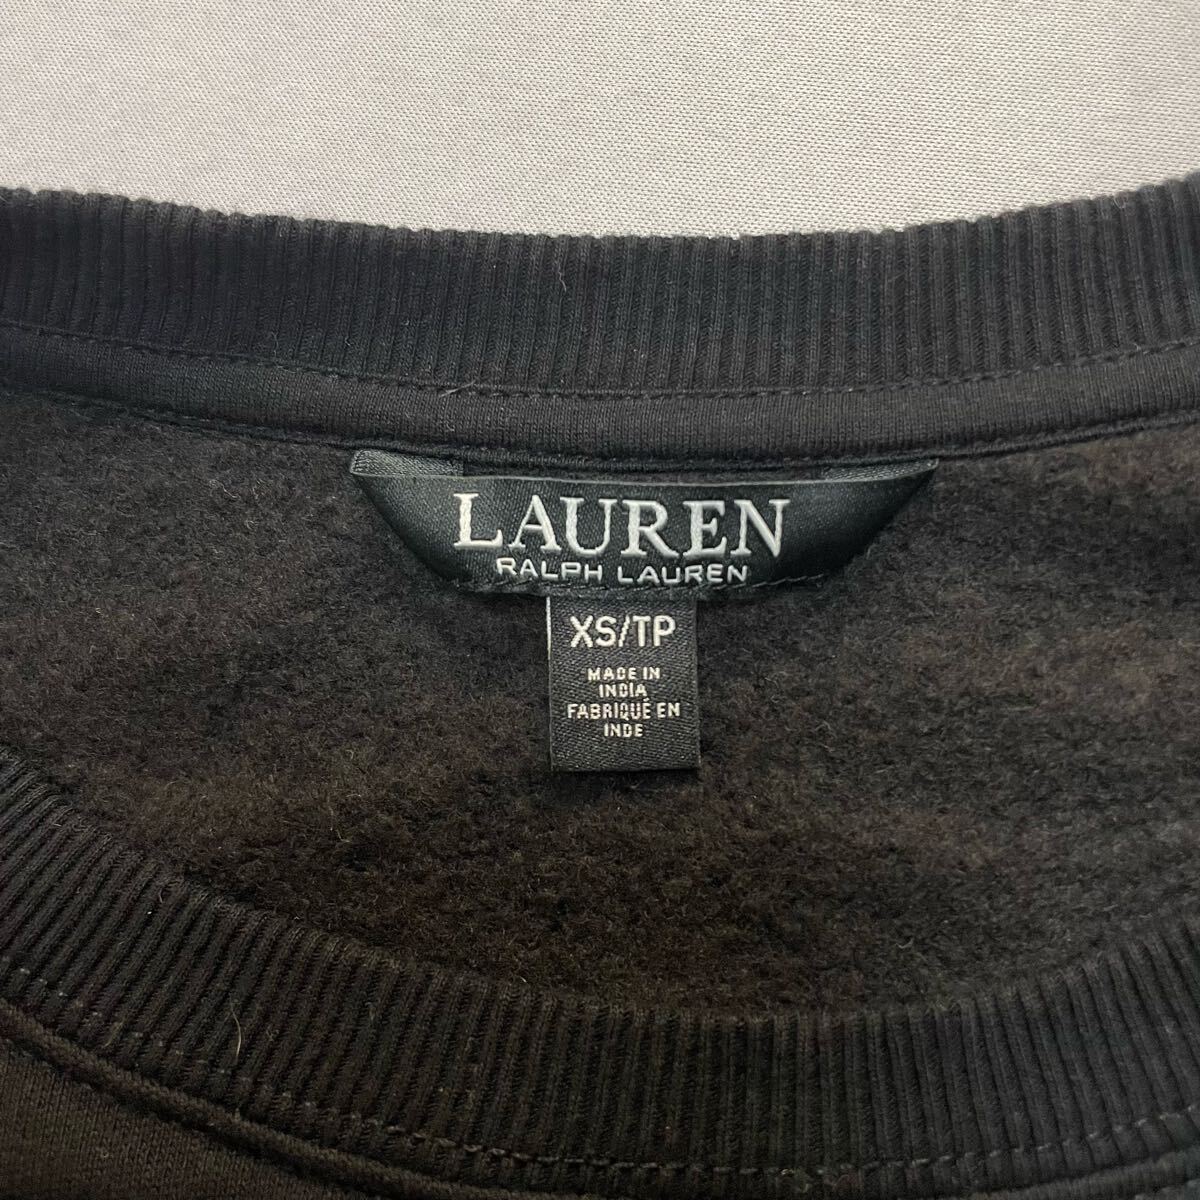 LAUREN
RALPH LAUREN
XS/TP
MADE IN
INDIA
FABRIQUÉ EN
INDE